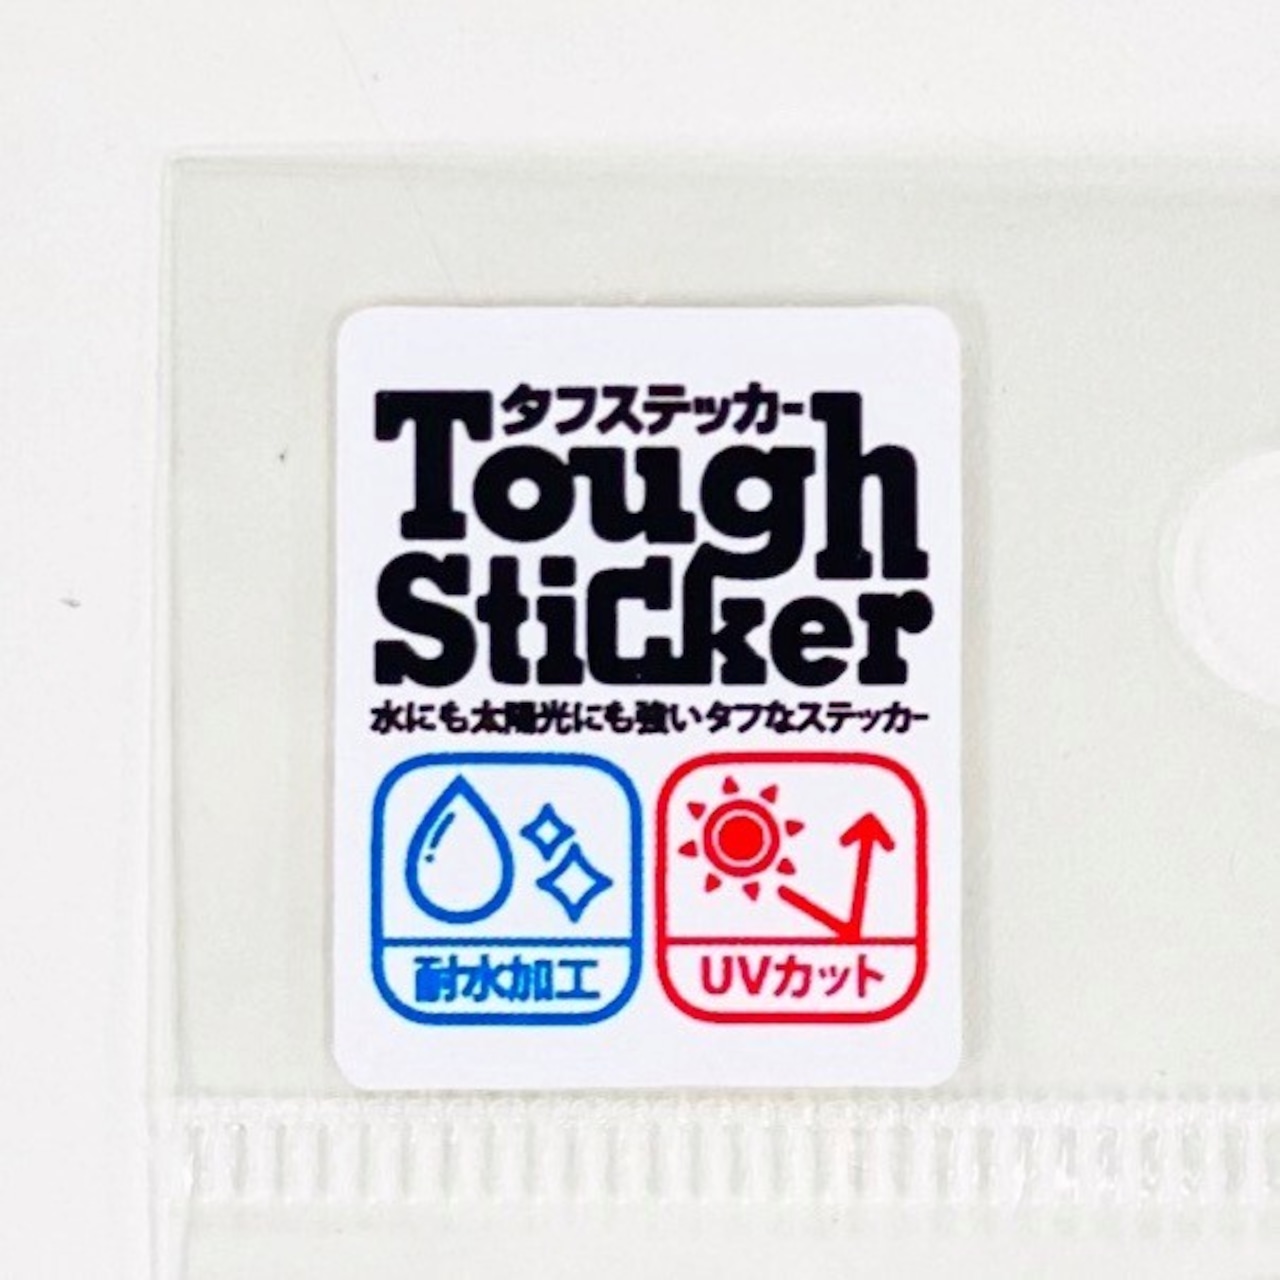 タフステッカー
Tough
Sticker
水にも太陽光にも強いタフなステッカー
耐水加工
UVカット